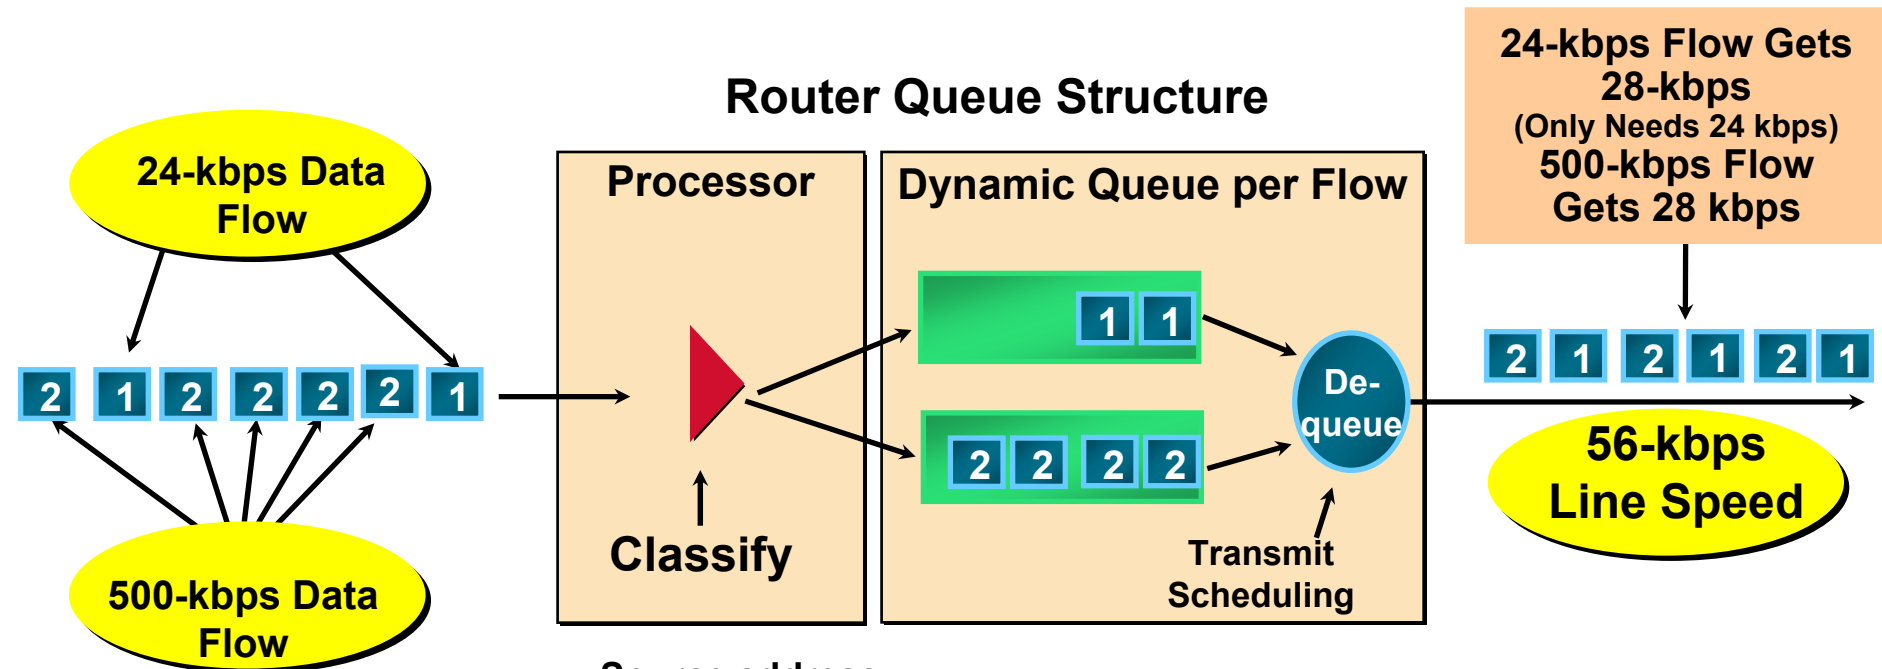 Router Queue Structure
24-kbps Data
Flow
2 1 2 2 2 2 1
500-kbps Data
Flow
Processor
Classify
Dynamic Queue per Flow
1 1
2 2 2 2
De-
queue
Transmit
Scheduling
24-kbps Flow Gets
28-kbps
(Only Needs 24 kbps)
500-kbps Flow
Gets 28 kbps
2 1 2 1 2 1
56-kbps
Line Speed
Source address